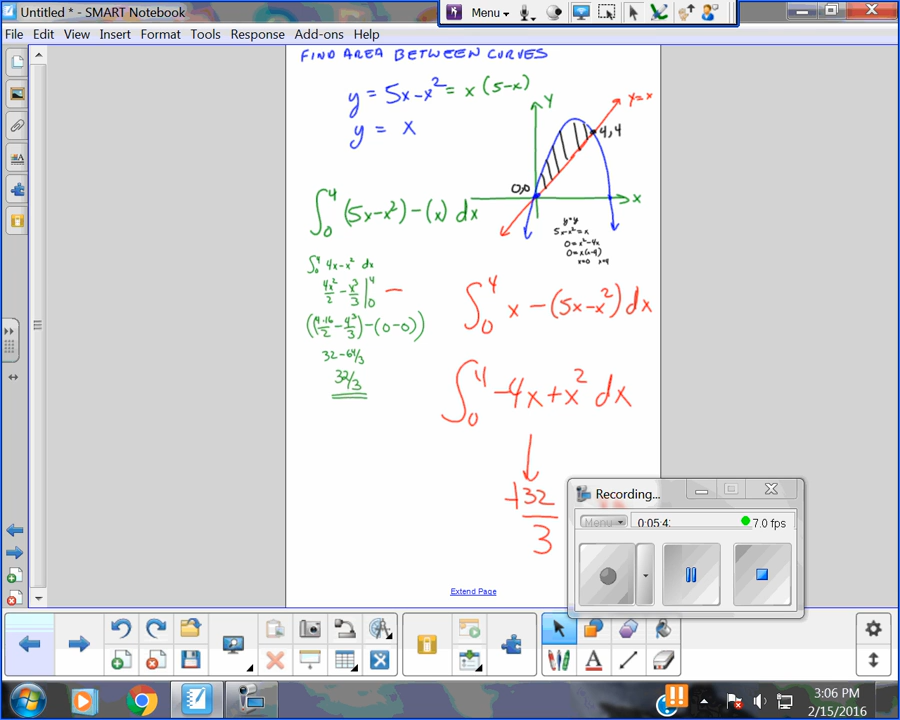 Untitled * - SMART Notebook
Menu
File Edit View Insert Format Tools Response Add-ons Help
FIND AREA BETWEEN CURVES
y = 5x-x² = x (5-x)
y = x
Y
y=x
4,4
0,0
x
y=y
5x-x²=x
0=x²-4x
0=x(x-4)
x=0 x=4
∫₀⁴ (5x-x²) - (x) dx
∫₀⁴ 4x-x² dx
4x²/2 - x³/3 |₀⁴
((4·16/2 - 4³/3) - (0-0))
32 - 64/3
32/3
∫₀⁴ x - (5x-x²) dx
∫₀⁴ -4x+x² dx
32
3
Extend Page
Recording...
Menu
0:05:4
7.0 fps
3:06 PM
2/15/2016